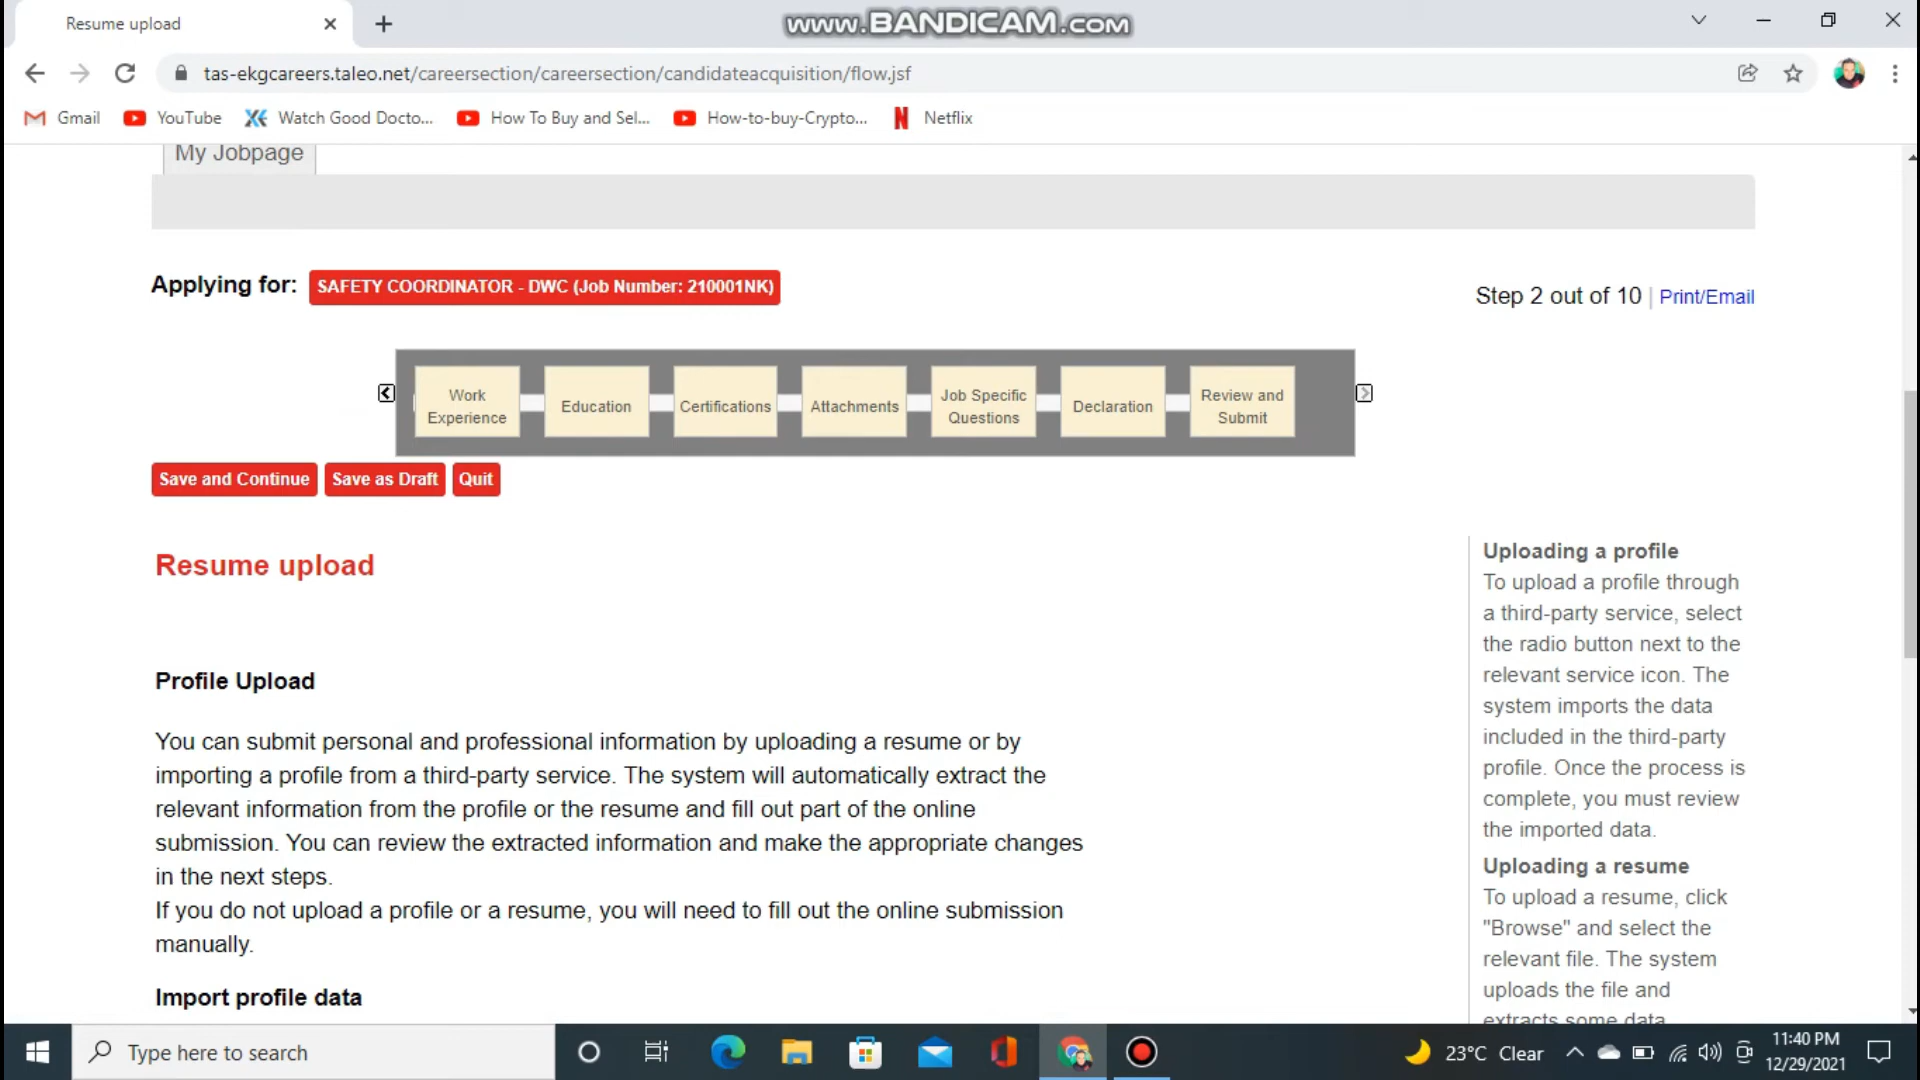 Resume upload
www.BANDICAM.com
tas-ekgcareers.taleo.net/careersection/careersection/candidateacquisition/flow.jsf
Gmail YouTube Watch Good Docto... How To Buy and Sel... How-to-buy-Crypto... Netflix
My Jobpage
Applying for: SAFETY COORDINATOR - DWC (Job Number: 210001NK)
Step 2 out of 10 | Print/Email
Work
Experience
Education
Certifications
Attachments
Job Specific
Questions
Declaration
Review and
Submit
Save and Continue Save as Draft Quit
Resume upload
Profile Upload
You can submit personal and professional information by uploading a resume or by
importing a profile from a third-party service. The system will automatically extract the
relevant information from the profile or the resume and fill out part of the online
submission. You can review the extracted information and make the appropriate changes
in the next steps.
If you do not upload a profile or a resume, you will need to fill out the online submission
manually.
Import profile data
Uploading a profile
To upload a profile through
a third-party service, select
the radio button next to the
relevant service icon. The
system imports the data
included in the third-party
profile. Once the process is
complete, you must review
the imported data.
Uploading a resume
To upload a resume, click
"Browse" and select the
relevant file. The system
uploads the file and
extracts some data
Type here to search
23°C Clear
11:40 PM
12/29/2021